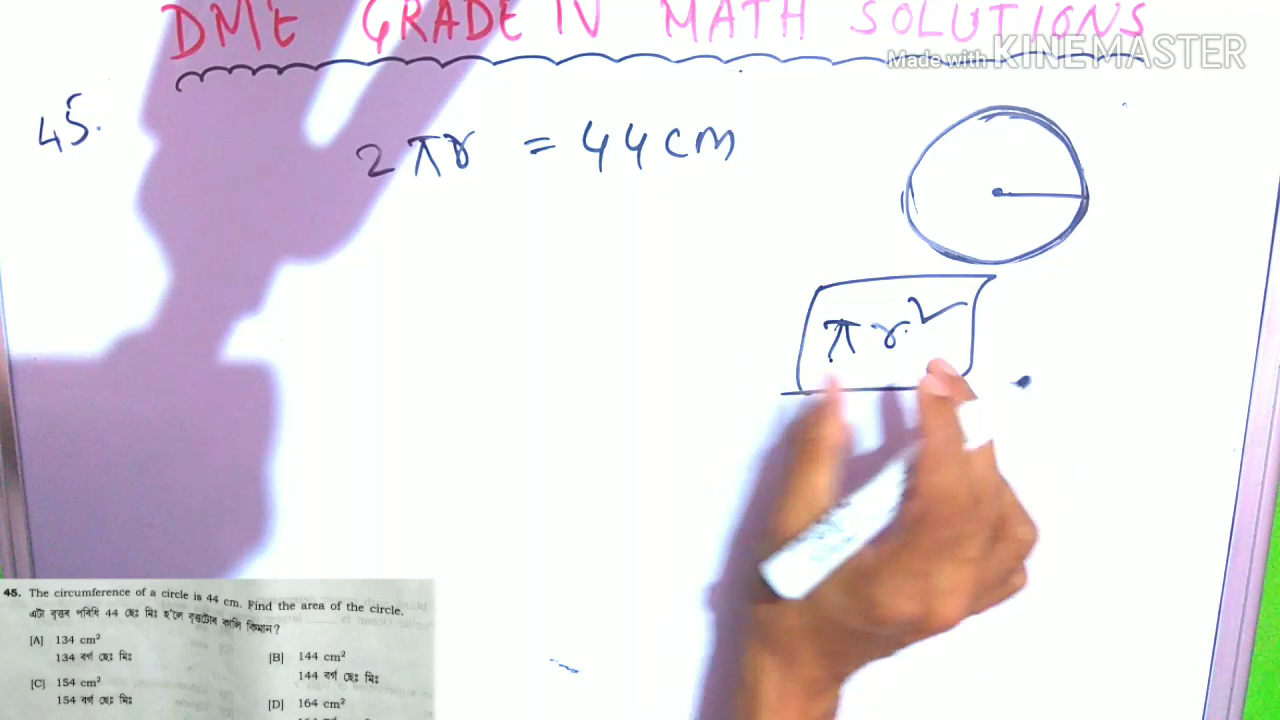 DME GRADE IV MATH SOLUTIONS
Made with KINEMASTER
45.
2πr = 44cm
πr²
45. The circumference of a circle is 44 cm. Find the area of the circle.
এটা বৃত্তৰ পৰিধি 44 ছেঃ মিঃ হ'লে বৃত্তটোৰ কালি কিমান?
[A] 134 cm²
134 বৰ্গ ছেঃ মিঃ
[B] 144 cm²
144 বৰ্গ ছেঃ মিঃ
[C] 154 cm²
154 বৰ্গ ছেঃ মিঃ
[D] 164 cm²